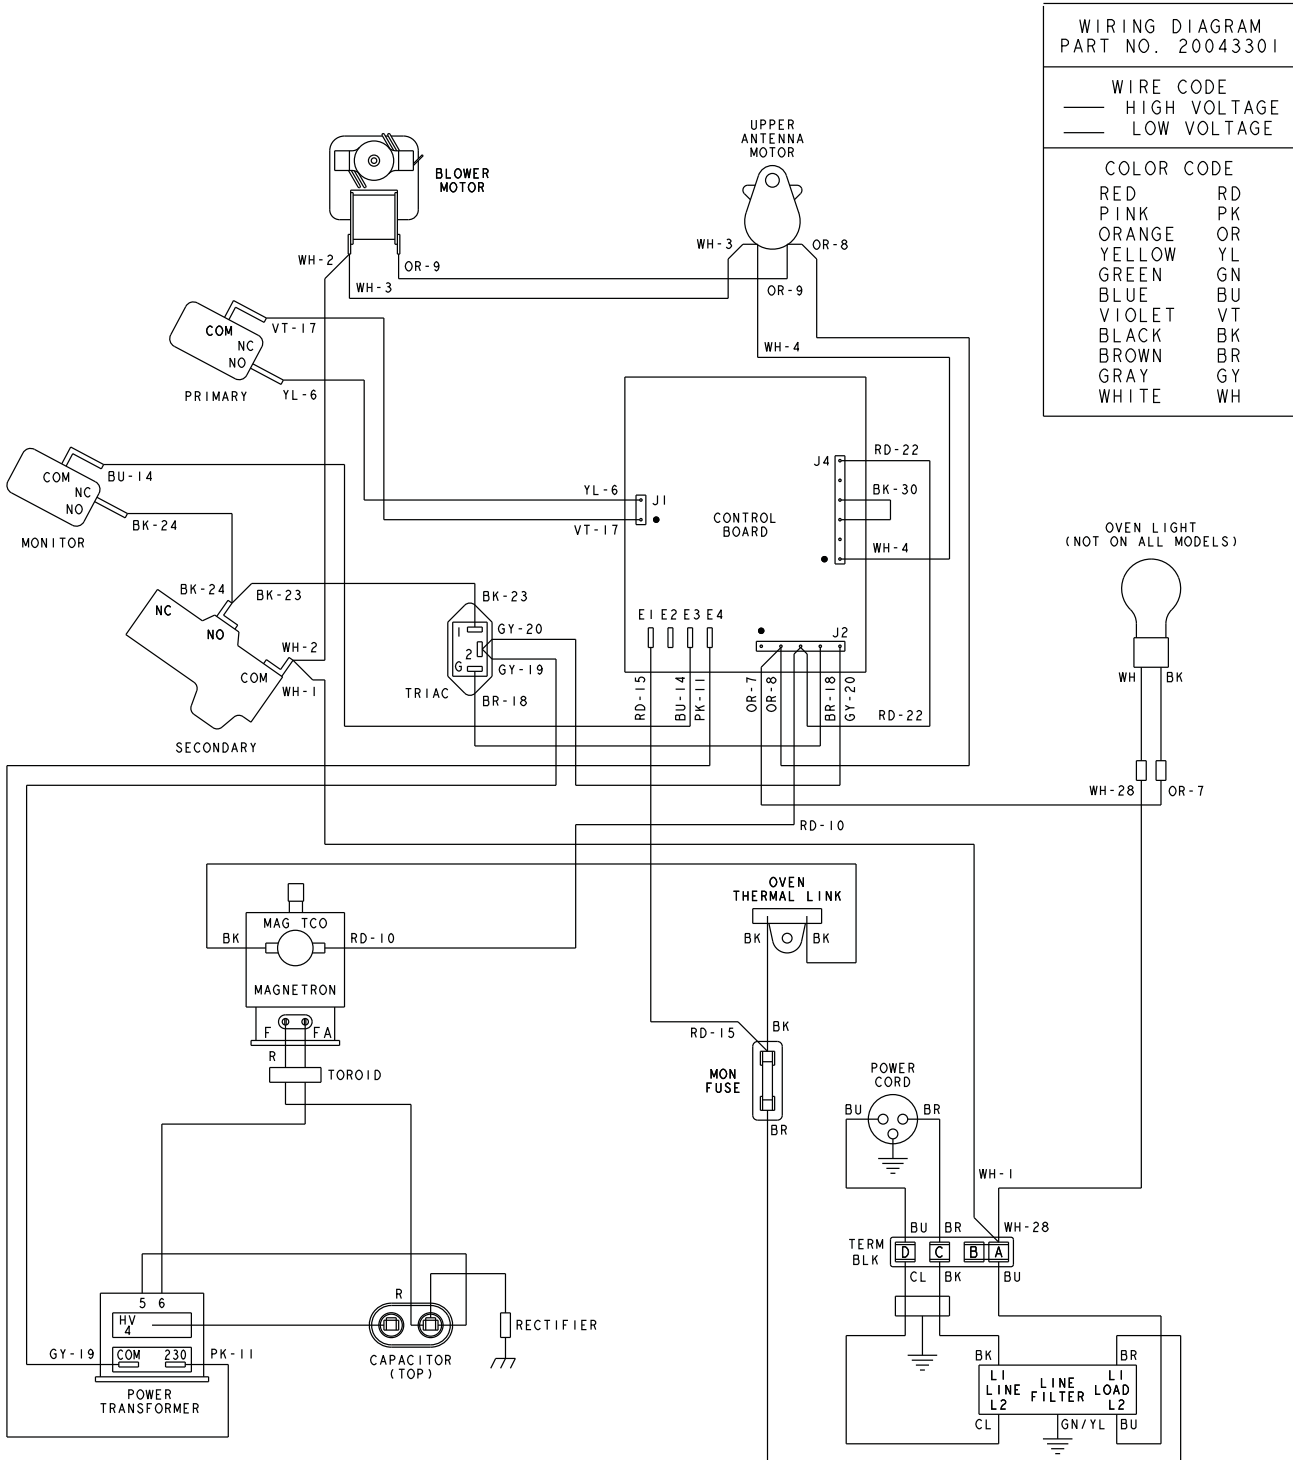 WIRING DIAGRAM
PART NO. 20043301
WIRE CODE
HIGH VOLTAGE
LOW VOLTAGE
COLOR CODE
RED RD
PINK PK
ORANGE OR
YELLOW YL
GREEN GN
BLUE BU
VIOLET VT
BLACK BK
BROWN BR
GRAY GY
WHITE WH
UPPER
ANTENNA
MOTOR
BLOWER
MOTOR
WH-3
OR-8
WH-2
OR-9
WH-3
OR-9
COM
VT-17
NC
NO
WH-4
PRIMARY
YL-6
J4
RD-22
COM
BU-14
NC
NO
YL-6
J1
BK-30
CONTROL
BOARD
BK-24
VT-17
MONITOR
WH-4
OVEN LIGHT
(NOT ON ALL MODELS)
BK-24
BK-23
BK-23
NC
NO
E1 E2 E3 E4
J2
1
GY-20
2
G
GY-19
WH-2
COM
WH-1
TRIAC
BR-18
RD-15
BU-14
PK-11
OR-7
OR-8
BR-18
GY-20
RD-22
WH
BK
SECONDARY
WH-28
OR-7
RD-10
OVEN
THERMAL LINK
MAG TCO
BK
RD-10
BK
BK
MAGNETRON
F
FA
RD-15
BK
R
TOROID
MON
FUSE
POWER
CORD
BU
BR
BR
WH-1
BU
BR
WH-28
TERM
BLK
D
C
B
A
CL
BK
BU
5 6
R
HV
4
RECTIFIER
GY-19
COM
230
PK-11
CAPACITOR
(TOP)
BK
BR
POWER
TRANSFORMER
L1
LINE
L2
LINE
FILTER
L1
LOAD
L2
CL
GN/YL
BU